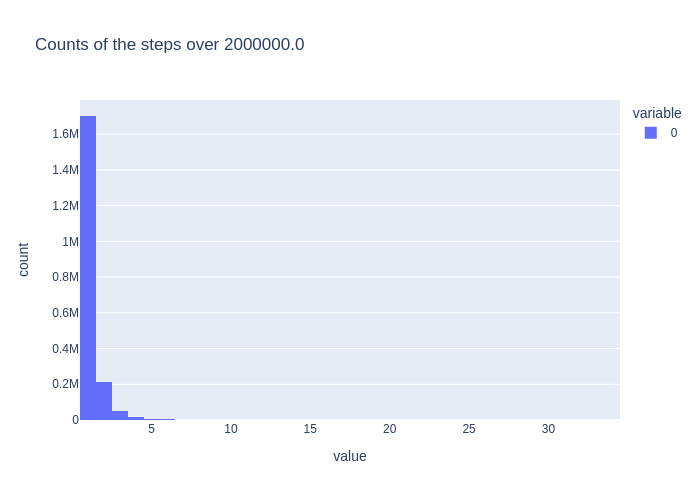 Counts of the steps over 2000000.0
variable
0
1.6M
1.4M
1.2M
1M
0.8M
0.6M
0.4M
0.2M
0
count
5
10
15
20
25
30
value